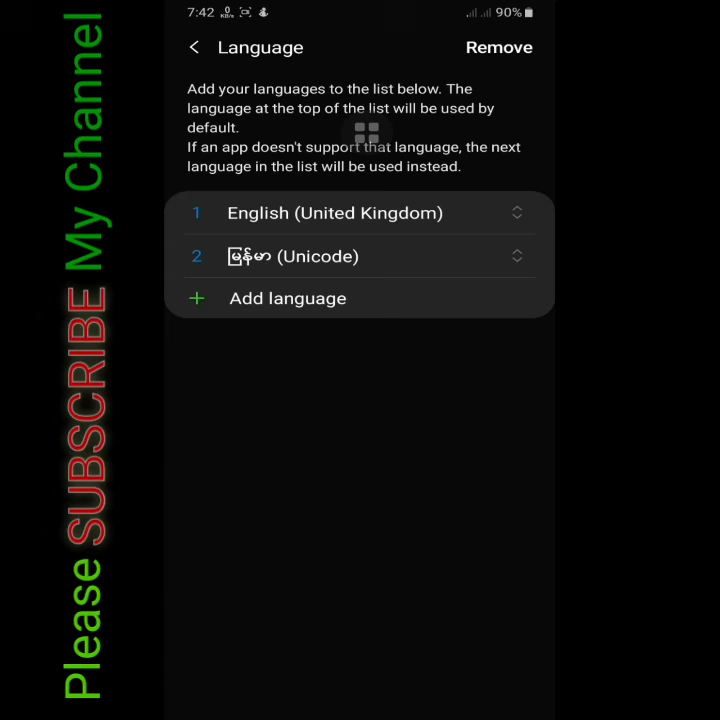 Please SUBSCRIBE My Channel
7:42 0 KB/s 90%
Language Remove
Add your languages to the list below. The
language at the top of the list will be used by
default.
If an app doesn't support that language, the next
language in the list will be used instead.
1 English (United Kingdom)
2 မြန်မာ (Unicode)
+ Add language